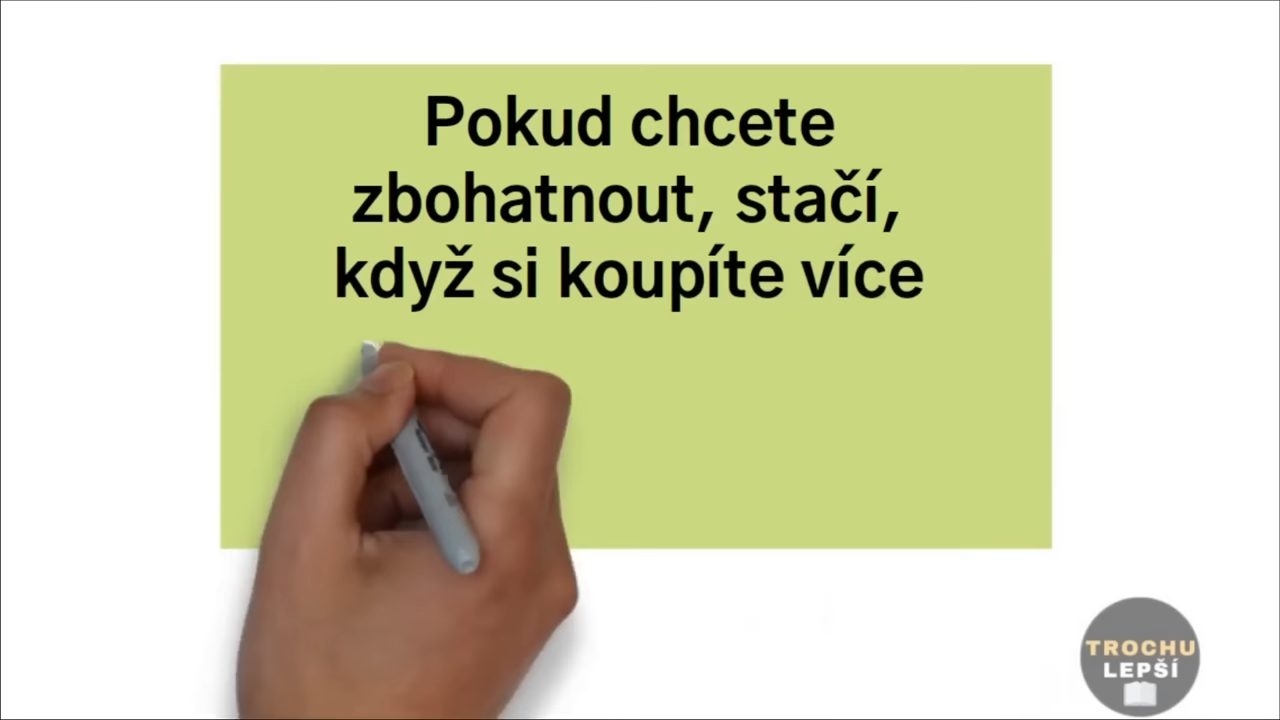 Pokud chcete
zbohatnout, stačí,
když si koupíte více
TROCHU
LEPŠÍ